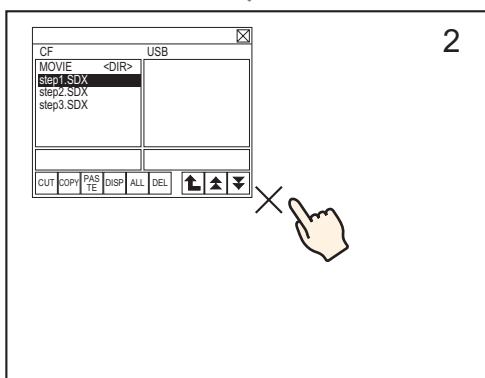 2
CF USB
MOVIE <DIR>
step1.SDX
step2.SDX
step3.SDX
CUT COPY PAS TE DISP ALL DEL